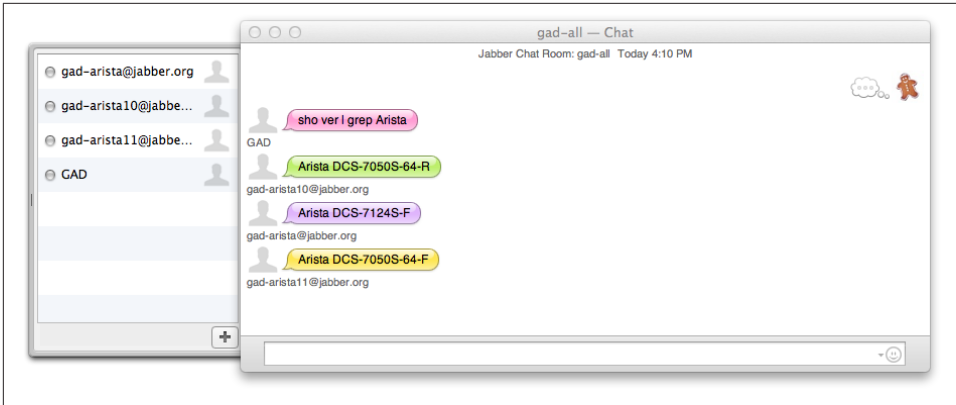 gad-all — Chat
Jabber Chat Room: gad-all Today 4:10 PM
gad-arista@jabber.org
gad-arista10@jabbe...
gad-arista11@jabbe...
GAD
sho ver l grep Arista
GAD
Arista DCS-7050S-64-R
gad-arista10@jabber.org
Arista DCS-7124S-F
gad-arista@jabber.org
Arista DCS-7050S-64-F
gad-arista11@jabber.org